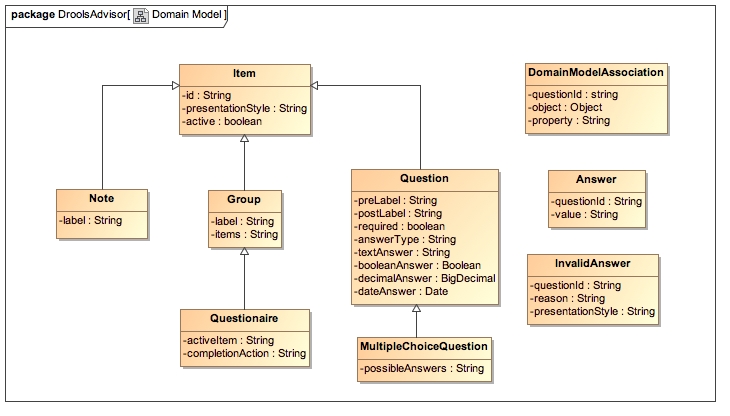 package DroolsAdvisor[ Domain Model ]
Item
-id : String
-presentationStyle : String
-active : boolean
DomainModelAssociation
-questionId : string
-object : Object
-property : String
Note
-label : String
Group
-label : String
-items : String
Question
-preLabel : String
-postLabel : String
-required : boolean
-answerType : String
-textAnswer : String
-booleanAnswer : Boolean
-decimalAnswer : BigDecimal
-dateAnswer : Date
Answer
-questionId : String
-value : String
InvalidAnswer
-questionId : String
-reason : String
-presentationStyle : String
Questionaire
-activeItem : String
-completionAction : String
MultipleChoiceQuestion
-possibleAnswers : String